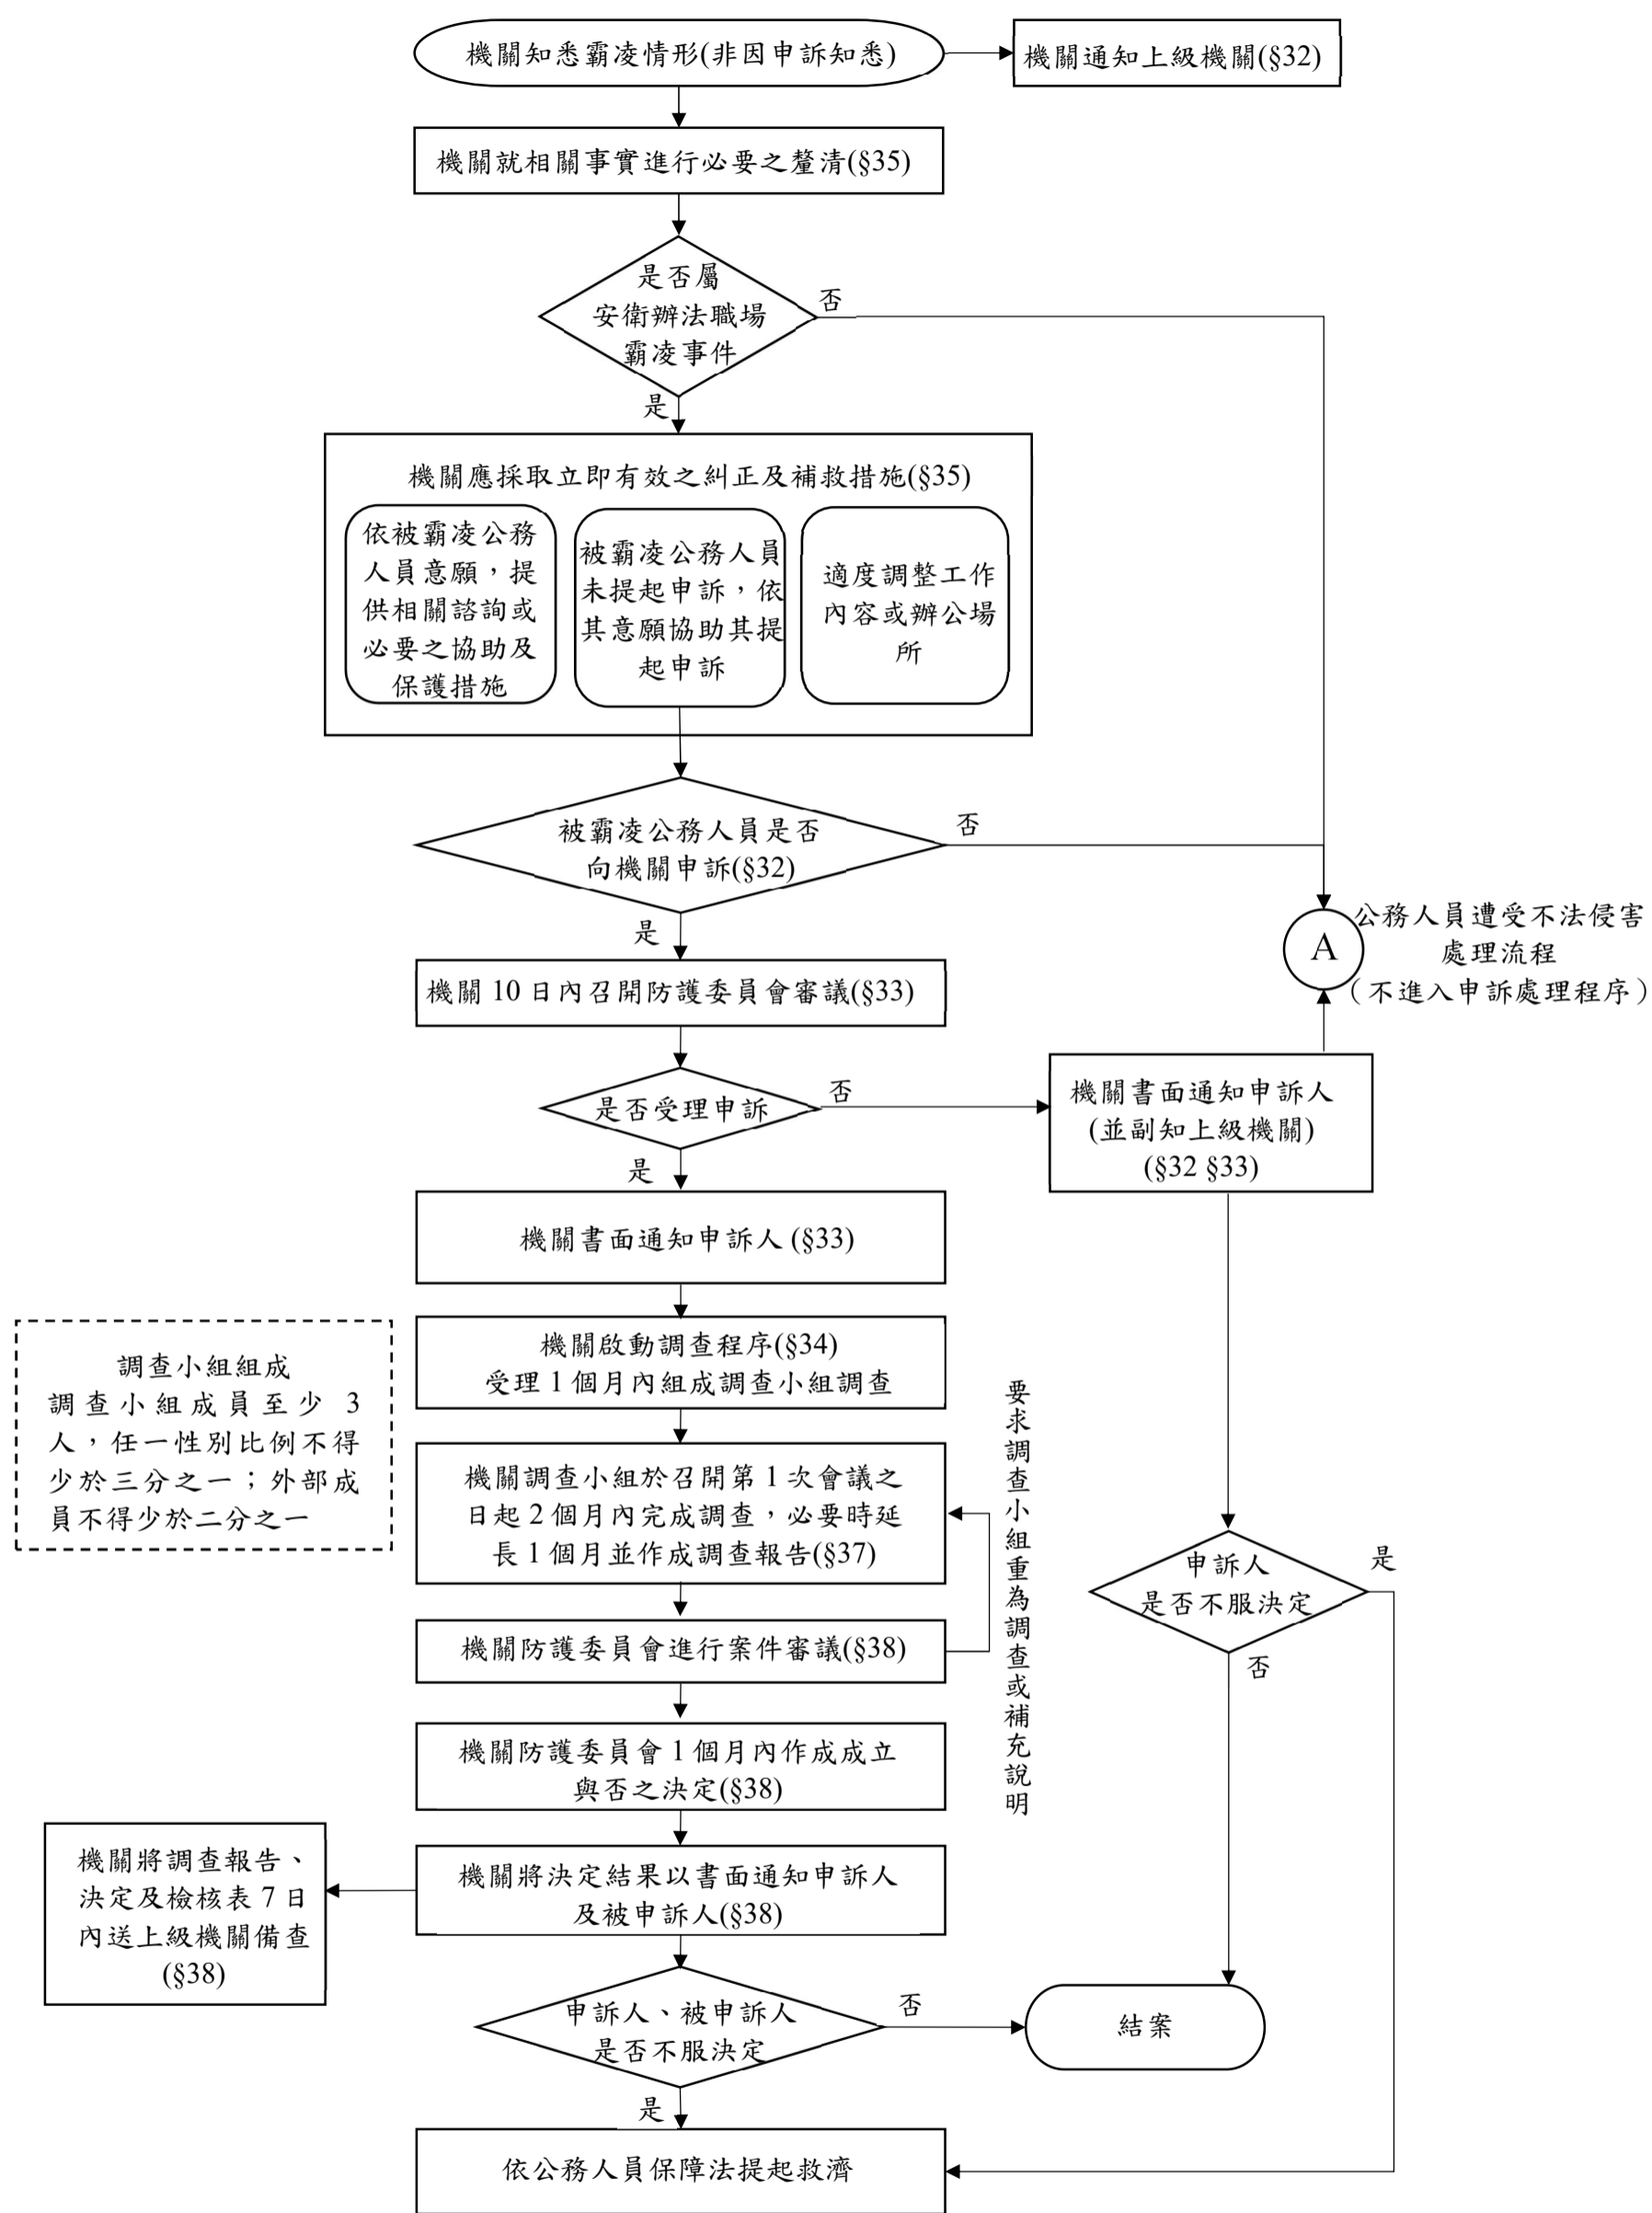 機關知悉霸凌情形(非因申訴知悉)
機關通知上級機關(§32)
機關就相關事實進行必要之釐清(§35)
是否屬
安衛辦法職場
霸凌事件
否
是
機關應採取立即有效之糾正及補救措施(§35)
依被霸凌公務
人員意願，提
供相關諮詢或
必要之協助及
保護措施
被霸凌公務人員
未提起申訴，依
其意願協助其提
起申訴
適度調整工作
內容或辦公場
所
被霸凌公務人員是否
向機關申訴(§32)
否
是
A
公務人員遭受不法侵害
處理流程
（不進入申訴處理程序）
機關 10 日內召開防護委員會審議(§33)
是否受理申訴
否
是
機關書面通知申訴人
(並副知上級機關)
(§32 §33)
機關書面通知申訴人 (§33)
機關啟動調查程序(§34)
受理 1 個月內組成調查小組調查
調查小組組成
調查小組成員至少 3
人，任一性別比例不得
少於三分之一；外部成
員不得少於二分之一
機關調查小組於召開第 1 次會議之
日起 2 個月內完成調查，必要時延
長 1 個月並作成調查報告(§37)
要求調查小組重為調查或補充說明
申訴人
是否不服決定
是
否
機關防護委員會進行案件審議(§38)
機關防護委員會 1 個月內作成成立
與否之決定(§38)
機關將決定結果以書面通知申訴人
及被申訴人(§38)
機關將調查報告、
決定及檢核表 7 日
內送上級機關備查
(§38)
申訴人、被申訴人
是否不服決定
否
是
結案
依公務人員保障法提起救濟